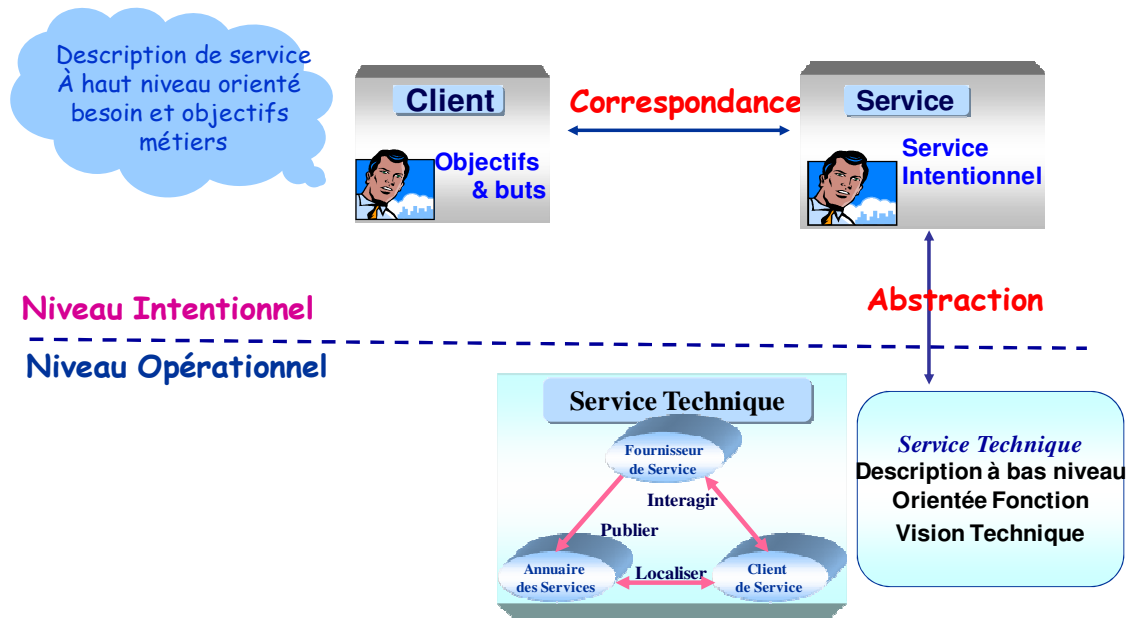 Description de service
À haut niveau orienté
besoin et objectifs
métiers
Client
Objectifs
& buts
Correspondance
Service
Service
Intentionnel
Abstraction
Niveau Intentionnel
Niveau Opérationnel
Service Technique
Fournisseur
de Service
Interagir
Publier
Annuaire
des Services
Localiser
Client
de Service
Service Technique
Description à bas niveau
Orientée Fonction
Vision Technique